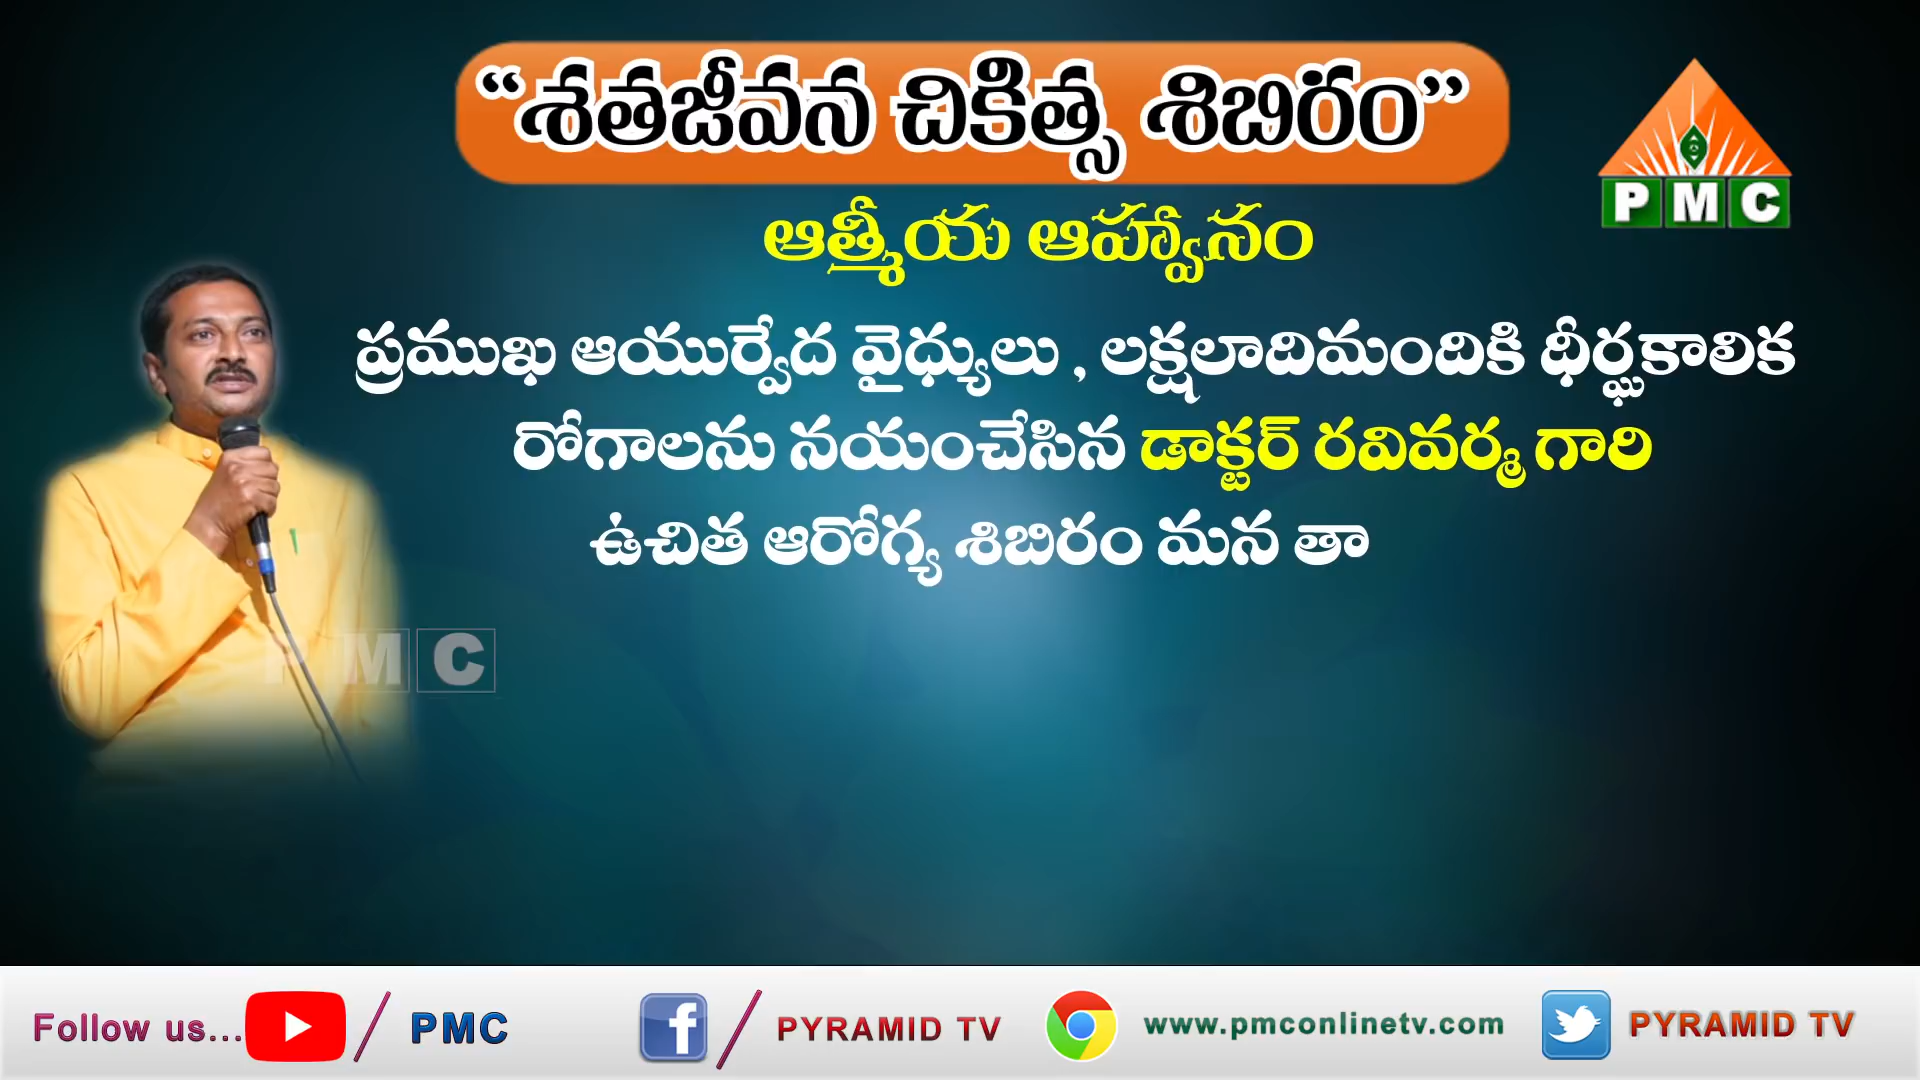 “శతజీవన చికిత్స శిబిరం”
PMC
ఆత్మీయ ఆహ్వానం
ప్రముఖ ఆయుర్వేద వైధ్యులు , లక్షలాదిమందికి ధీర్ఘకాలిక
రోగాలను నయంచేసిన డాక్టర్ రవివర్మ గారి
ఉచిత ఆరోగ్య శిబిరం మన తా
PMC
Follow us... / PMC / PYRAMID TV www.pmconlinetv.com PYRAMID TV